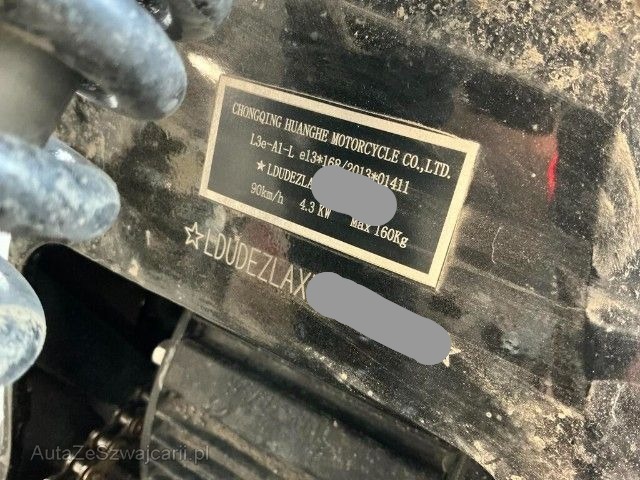 CHONGQING HUANGHE MOTORCYCLE CO.,LTD.
L3e-A1-L e13*168/2013*01411
★LDUDEZLA
90km/h 4.3 KW Max 160Kg
☆LDUDEZLAX
AutaZeSzwajcarii.pl